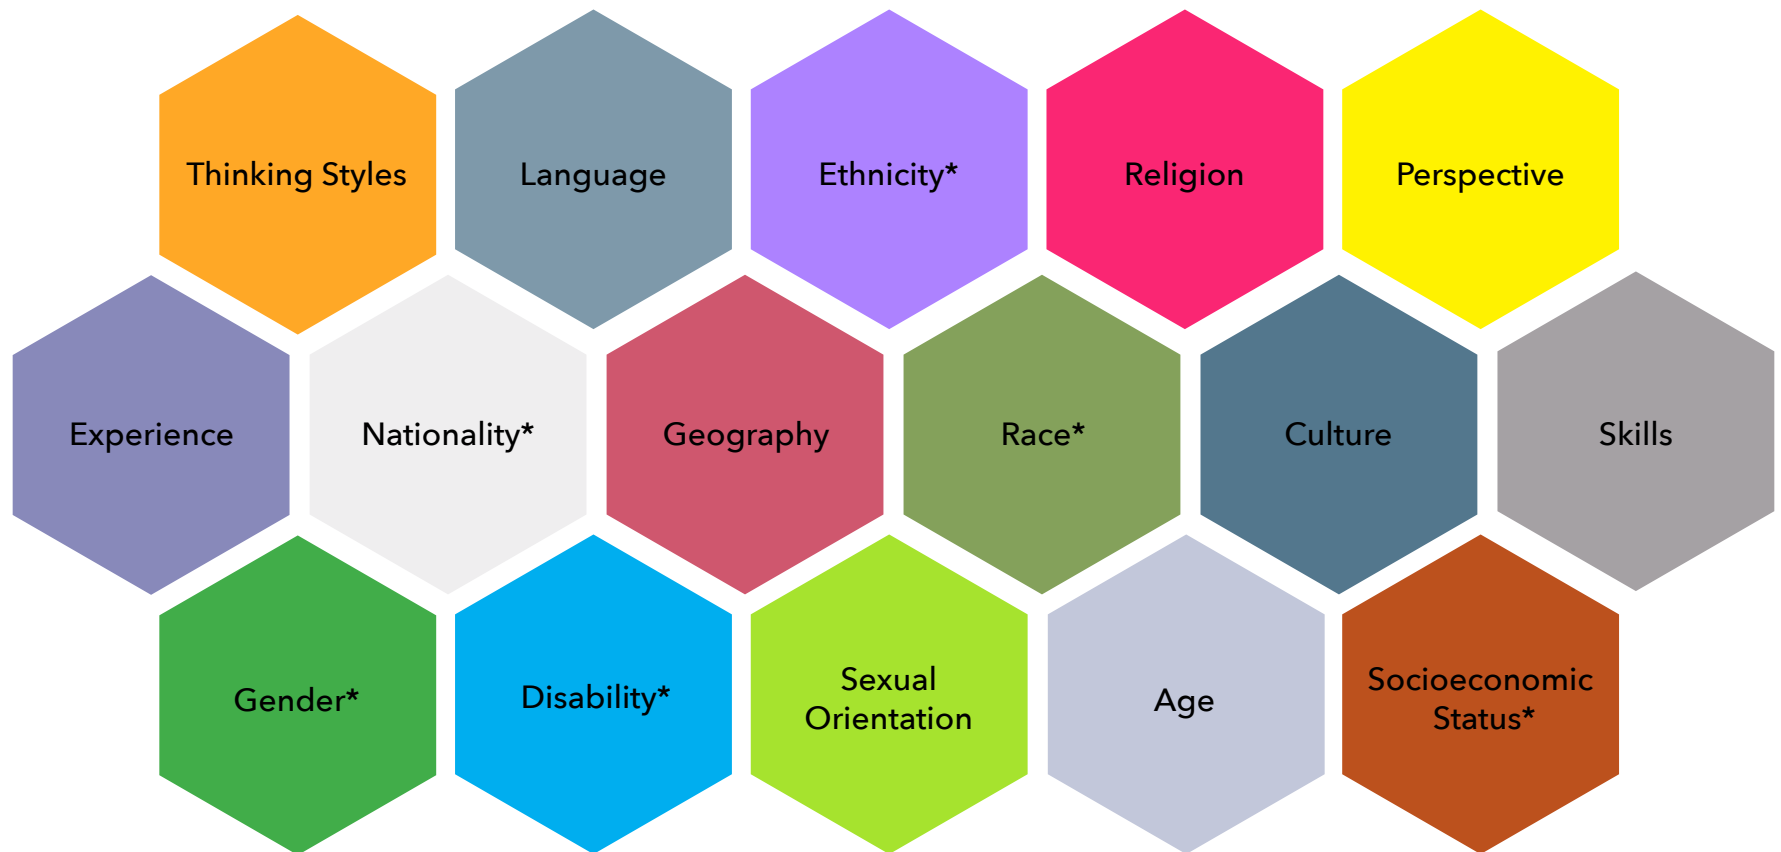 Thinking Styles
Language
Ethnicity*
Religion
Perspective
Experience
Nationality*
Geography
Race*
Culture
Skills
Gender*
Disability*
Sexual
Orientation
Age
Socioeconomic
Status*